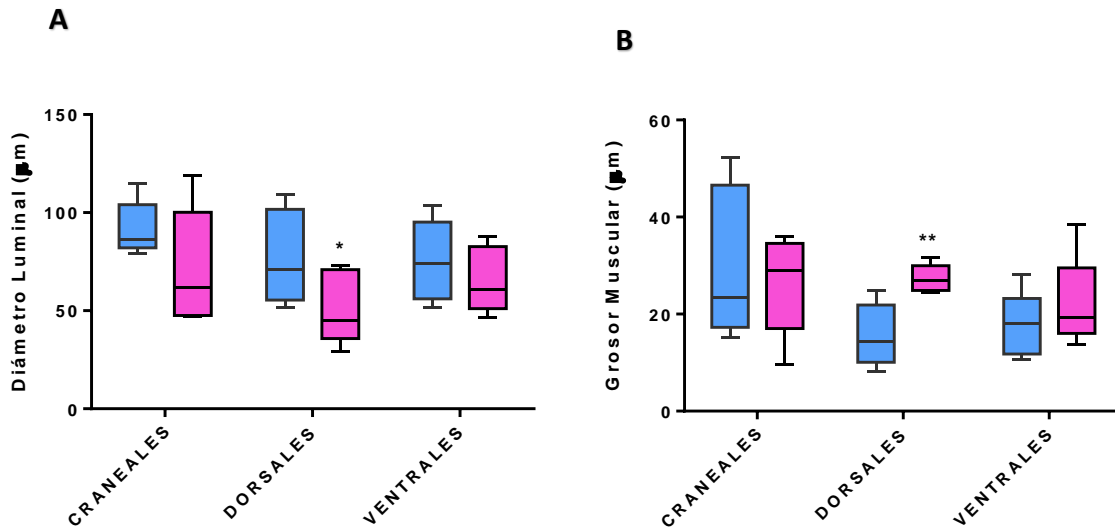 A
Diámetro Luminal (μm)
150
100
50
0
*
CRANEALES
DORSALES
VENTRALES
B
Grosor Muscular (μm)
60
40
20
0
**
CRANEALES
DORSALES
VENTRALES